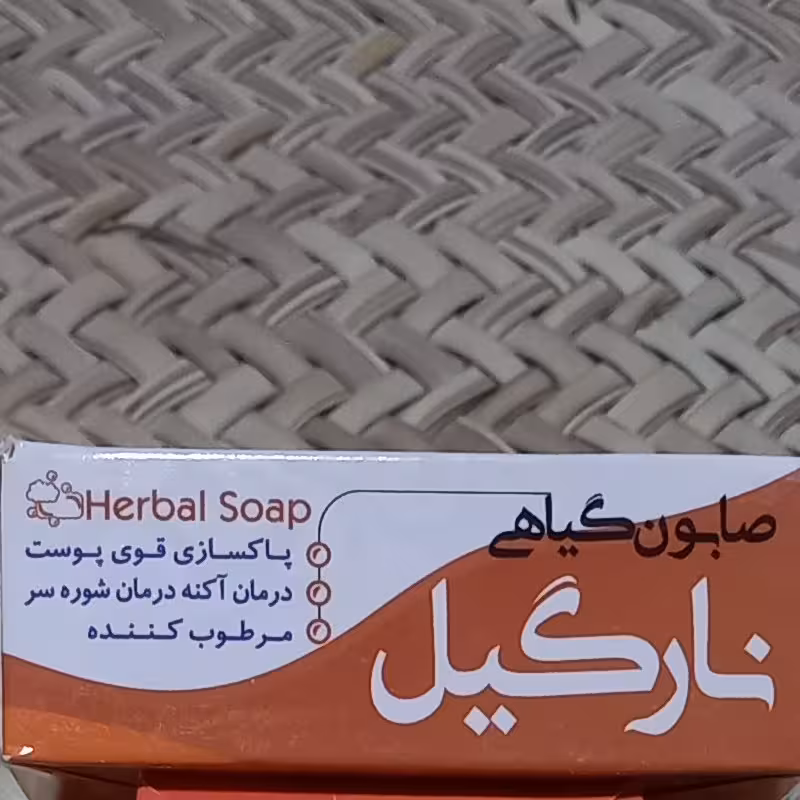 صابون گیاهی
نارگیل
Herbal Soap
پاکسازی قوی پوست
درمان آکنه درمان شوره سر
مرطوب کننده